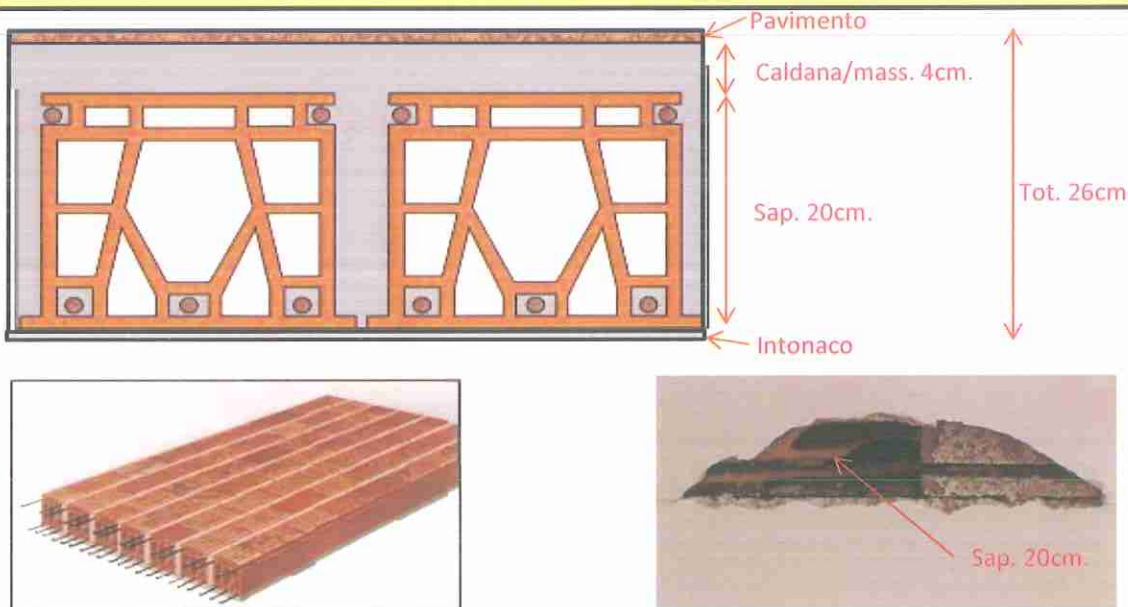 Pavimento
Caldana/mass. 4cm.
Sap. 20cm.
Tot. 26cm
Intonaco
Sap. 20cm.